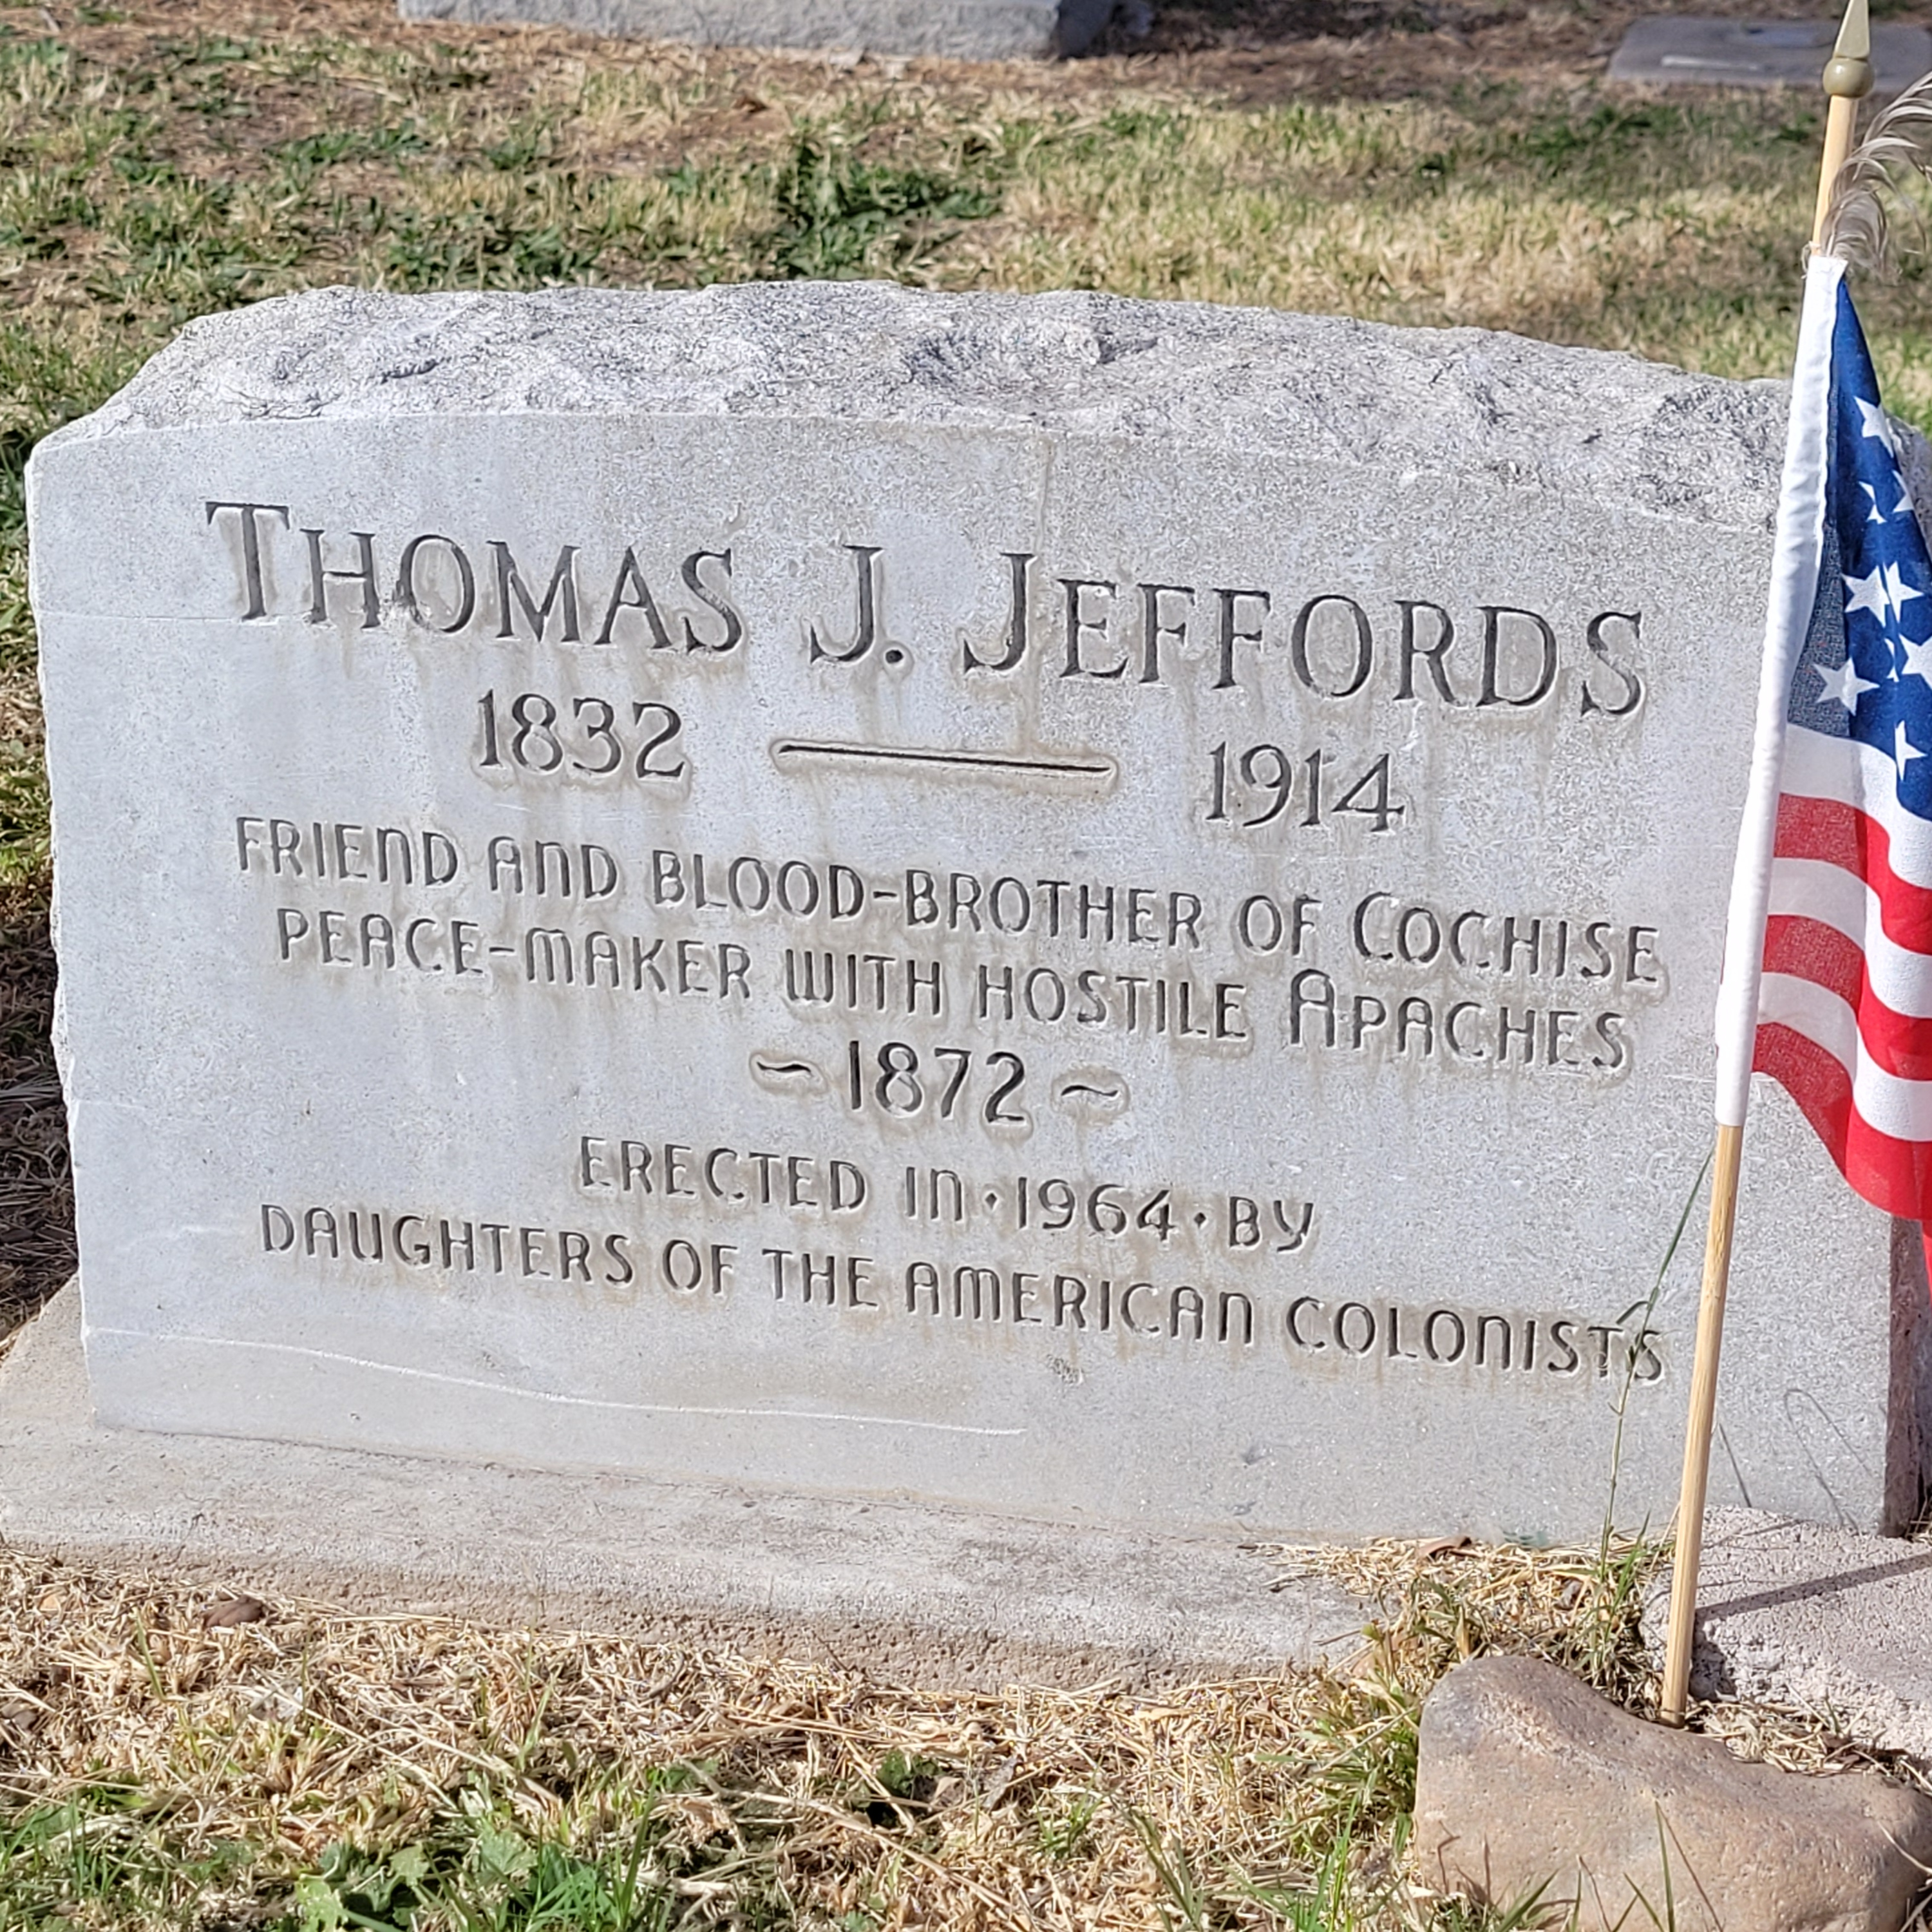 THOMAS J. JEFFORDS
1832 — 1914
FRIEND AND BLOOD-BROTHER OF COCHISE
PEACE-MAKER WITH HOSTILE APACHES
~ 1872 ~
ERECTED IN · 1964 · BY
DAUGHTERS OF THE AMERICAN COLONISTS